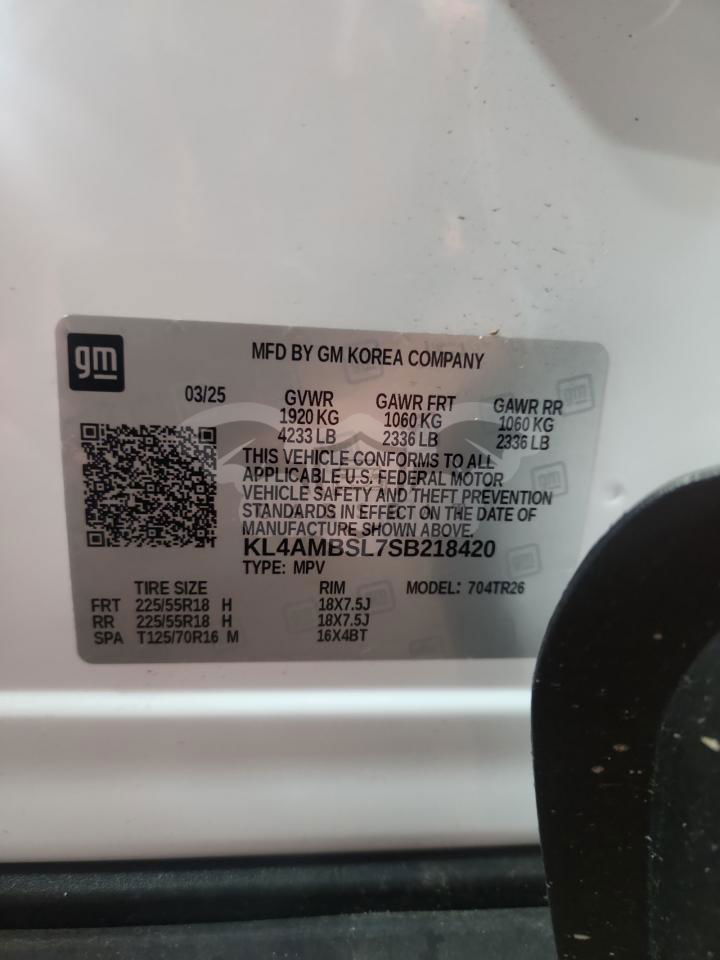 gm
MFD BY GM KOREA COMPANY
03/25 GVWR GAWR FRT GAWR RR
1920 KG 1060 KG 1060 KG
4233 LB 2336 LB 2336 LB
THIS VEHICLE CONFORMS TO ALL
APPLICABLE U.S. FEDERAL MOTOR
VEHICLE SAFETY AND THEFT PREVENTION
STANDARDS IN EFFECT ON THE DATE OF
MANUFACTURE SHOWN ABOVE.
KL4AMBSL7SB218420
TYPE: MPV
TIRE SIZE RIM MODEL: 704TR26
FRT 225/55R18 H 18X7.5J
RR 225/55R18 H 18X7.5J
SPA T125/70R16 M 16X4BT